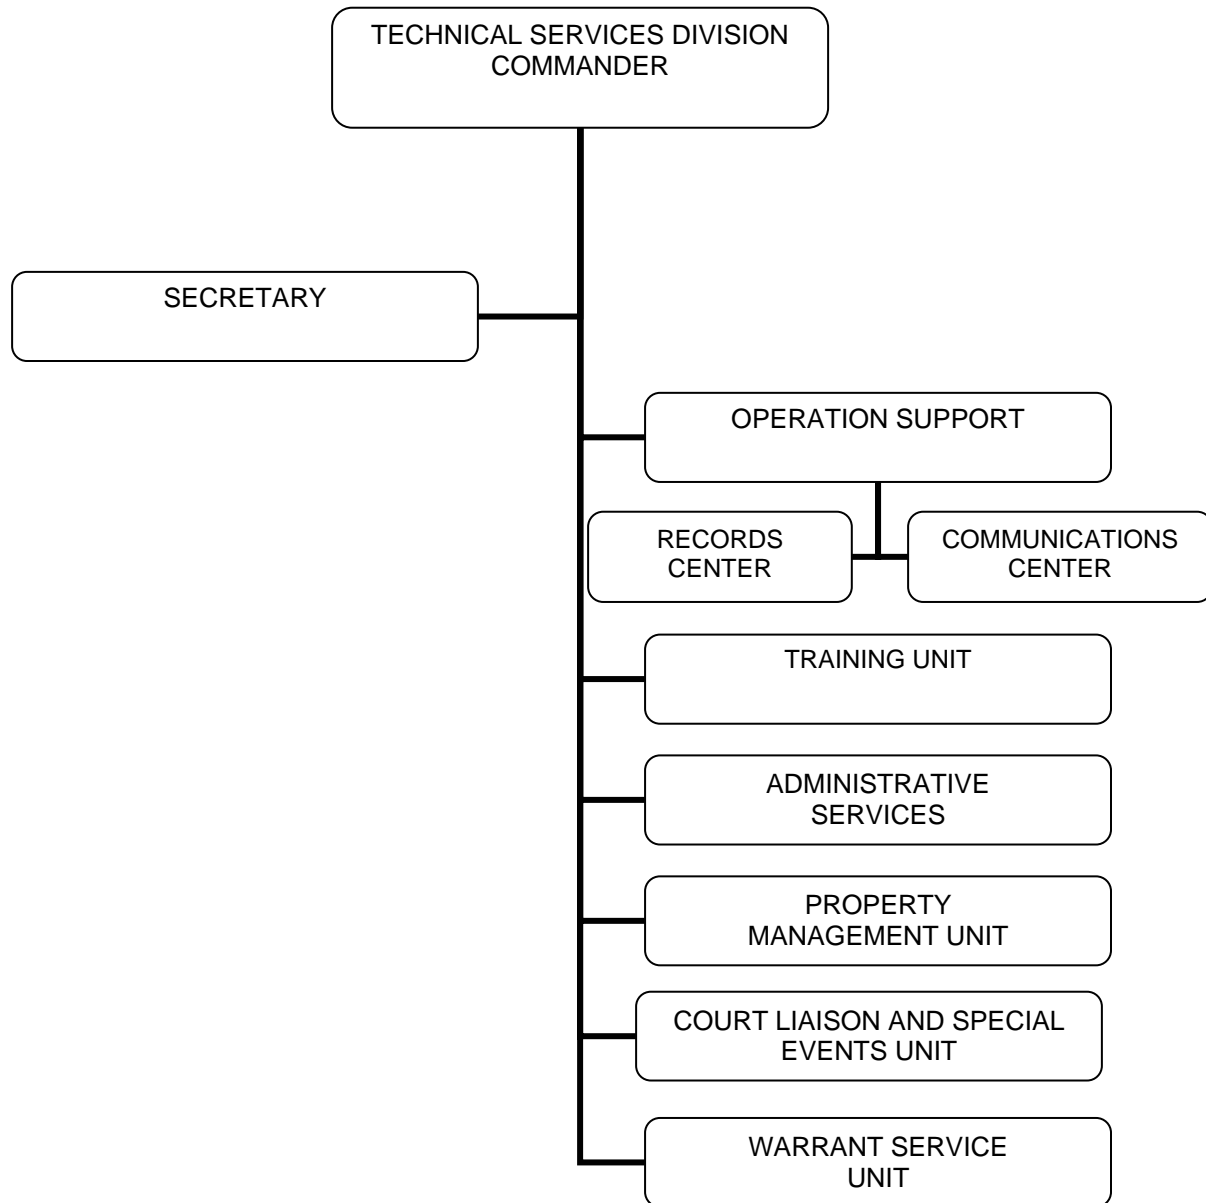 TECHNICAL SERVICES DIVISION
COMMANDER
SECRETARY
OPERATION SUPPORT
RECORDS
CENTER
COMMUNICATIONS
CENTER
TRAINING UNIT
ADMINISTRATIVE
SERVICES
PROPERTY
MANAGEMENT UNIT
COURT LIAISON AND SPECIAL
EVENTS UNIT
WARRANT SERVICE
UNIT